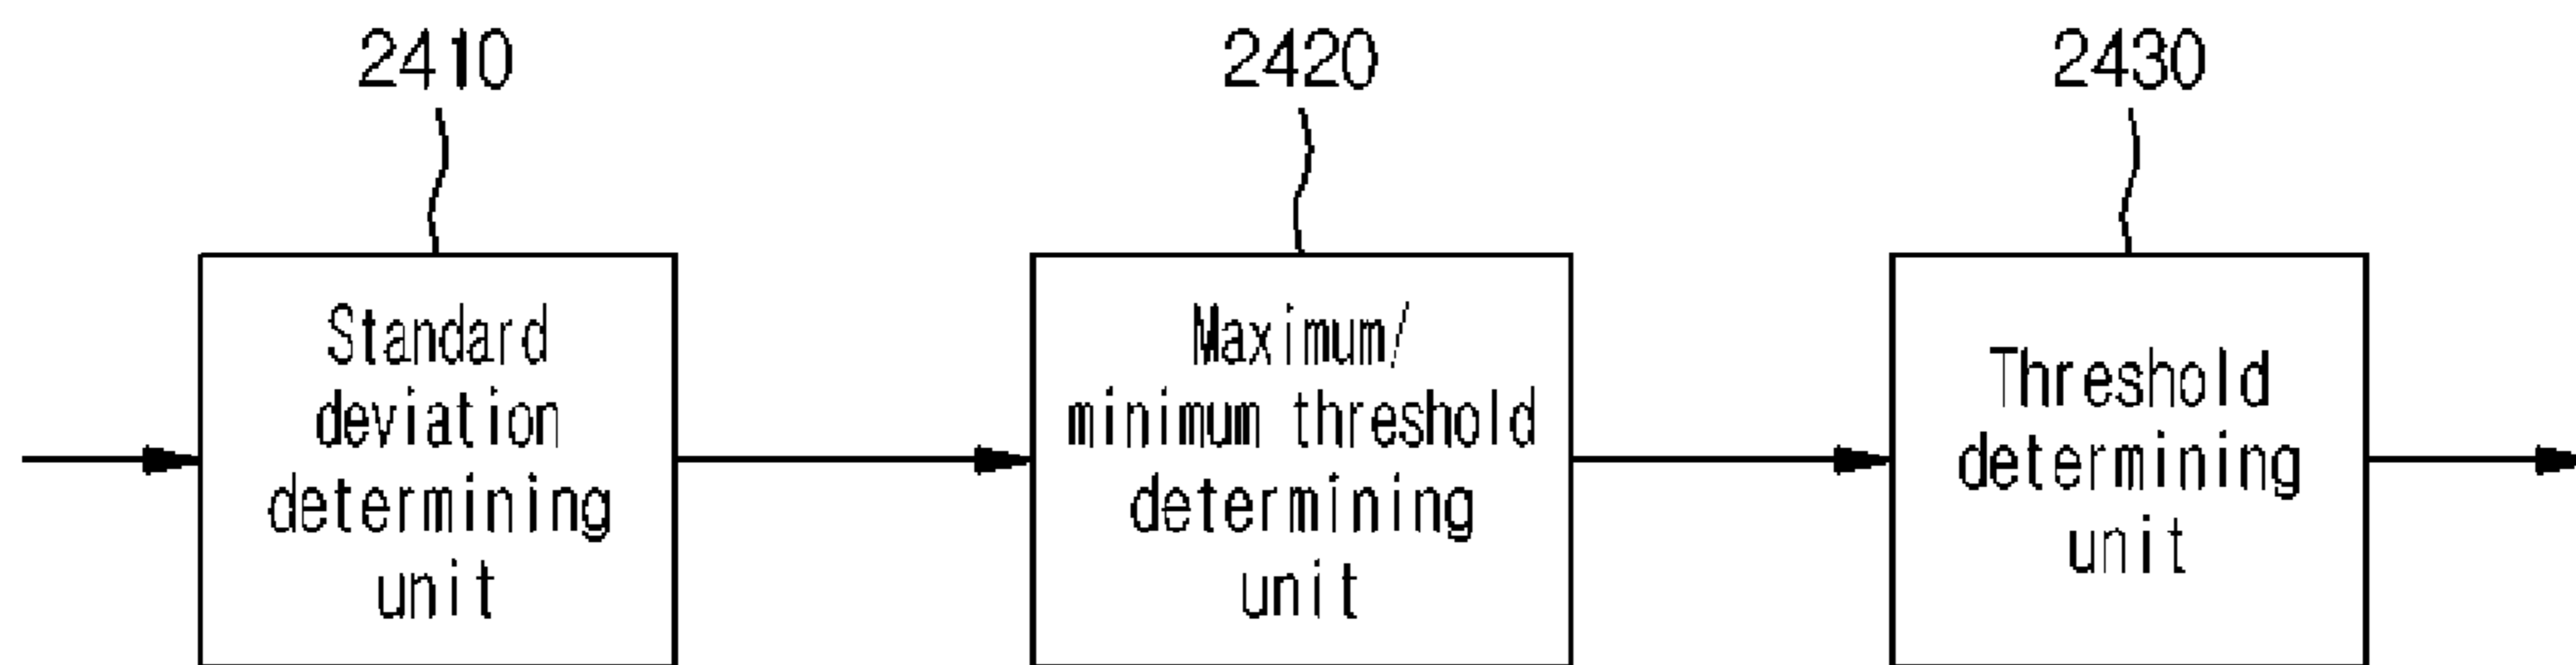 2410
2420
2430
Standard
deviation
determining
unit
Maximum/
minimum threshold
determining
unit
Threshold
determining
unit